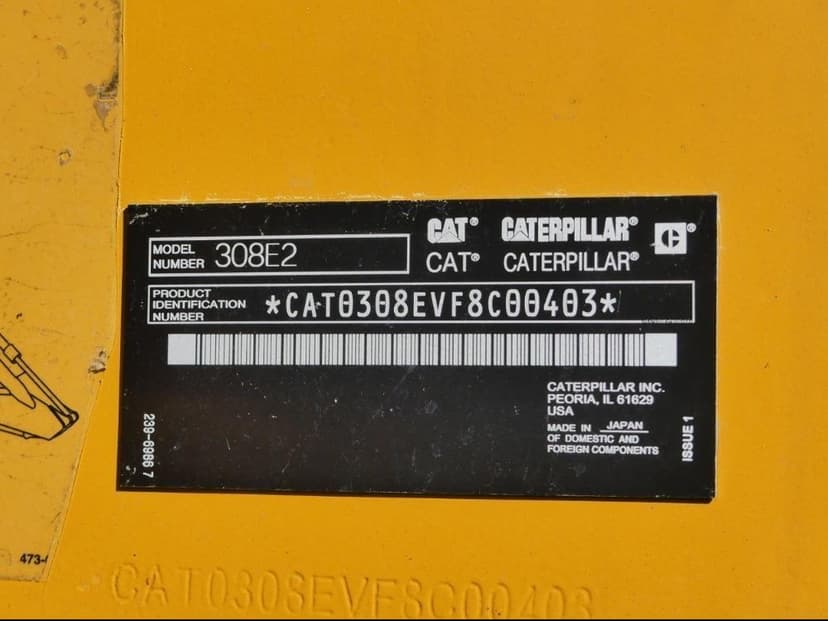 MODEL NUMBER 308E2
CAT® CATERPILLAR® C®
CAT® CATERPILLAR®
PRODUCT IDENTIFICATION NUMBER *CAT0308EVF8C00403*
CATERPILLAR INC.
PEORIA, IL 61629
USA
MADE IN JAPAN
OF DOMESTIC AND
FOREIGN COMPONENTS
ISSUE 1
239-6986 7
473-
CAT0308EVF8C00403